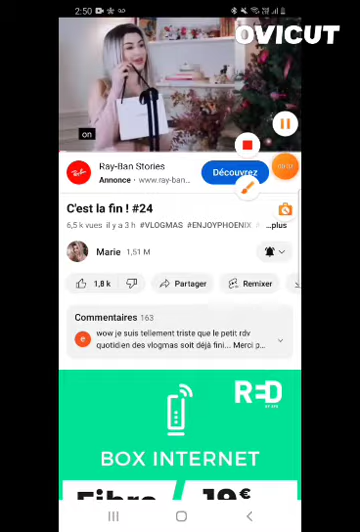 2:50
OVICUT
on
Ray-Ban Stories
Annonce • www.ray-ban...
Découvrez
C'est la fin ! #24
6,5 k vues il y a 3 h #VLOGMAS #ENJOYPHOENIX ...plus
Marie 1,51 M
1,8 k
Partager
Remixer
Commentaires 163
e
wow je suis tellement triste que le petit rdv
quotidien des vlogmas soit déjà fini... Merci p...
RED
BOX INTERNET
Fibre
19€